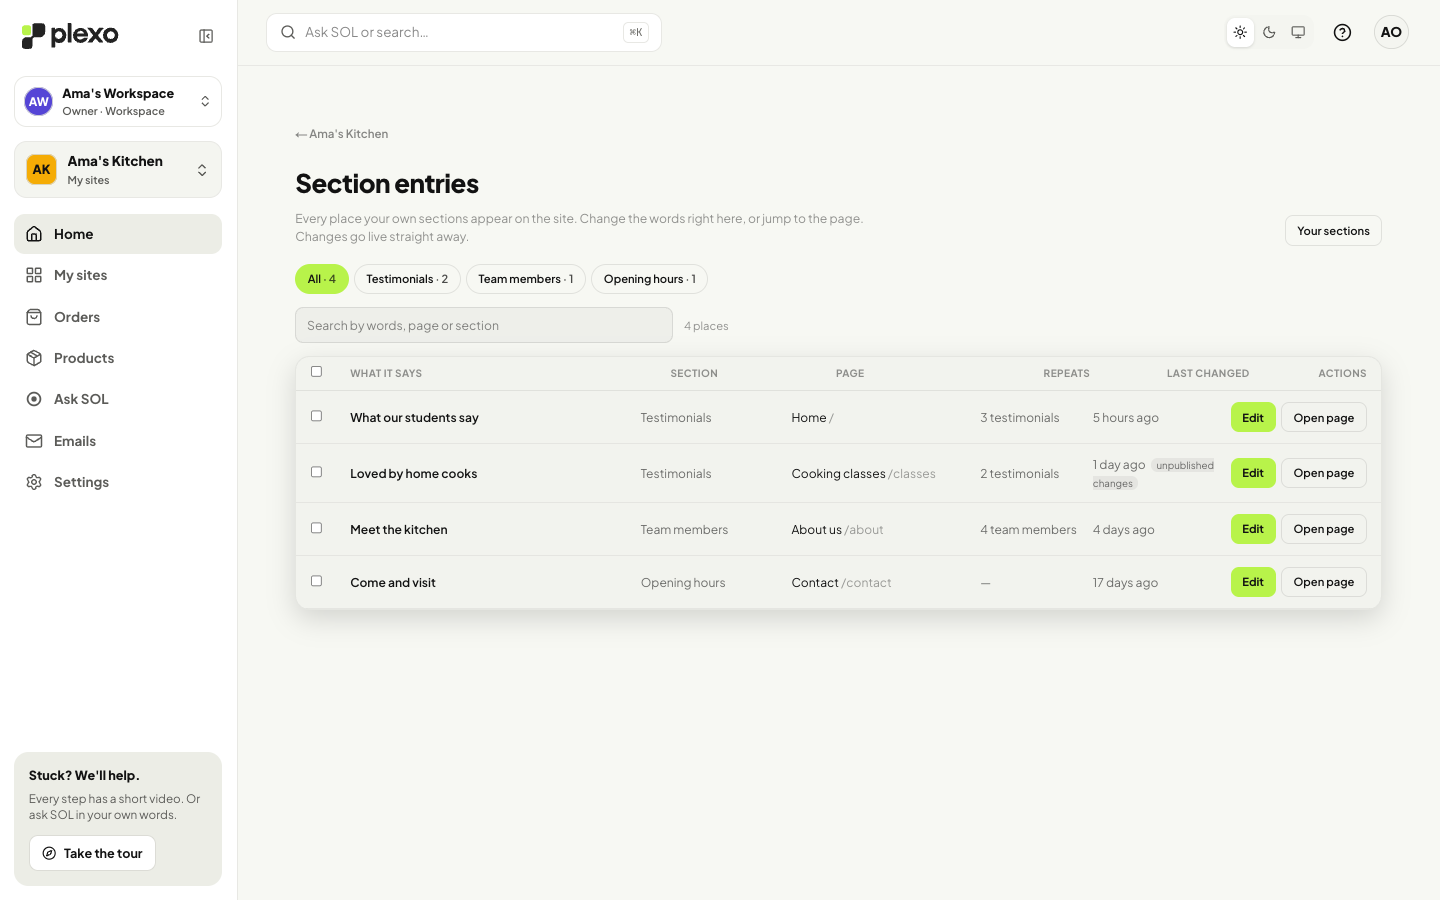 plexo
Ask SOL or search...
⌘K
AO
AW
Ama's Workspace
Owner · Workspace
AK
Ama's Kitchen
My sites
Home
My sites
Orders
Products
Ask SOL
Emails
Settings
Stuck? We'll help.
Every step has a short video. Or
ask SOL in your own words.
Take the tour
← Ama's Kitchen
Section entries
Every place your own sections appear on the site. Change the words right here, or jump to the page.
Changes go live straight away.
Your sections
All · 4 Testimonials · 2 Team members · 1 Opening hours · 1
Search by words, page or section 4 places
WHAT IT SAYS SECTION PAGE REPEATS LAST CHANGED ACTIONS
What our students say Testimonials Home / 3 testimonials 5 hours ago Edit Open page
Loved by home cooks Testimonials Cooking classes /classes 2 testimonials 1 day ago unpublished changes Edit Open page
Meet the kitchen Team members About us /about 4 team members 4 days ago Edit Open page
Come and visit Opening hours Contact /contact — 17 days ago Edit Open page